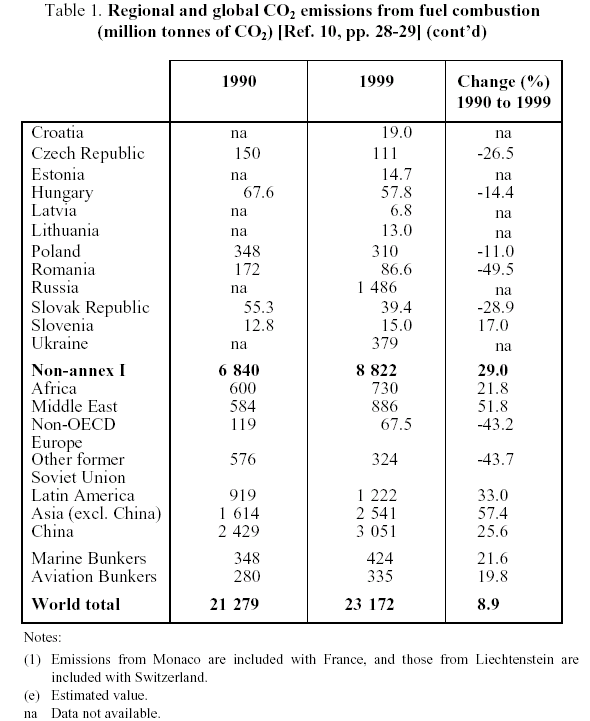 Table 1. Regional and global CO₂ emissions from fuel combustion
(million tonnes of CO₂) [Ref. 10, pp. 28-29] (cont'd)
1990 1999 Change (%)
1990 to 1999
Croatia na 19.0 na
Czech Republic 150 111 -26.5
Estonia na 14.7 na
Hungary 67.6 57.8 -14.4
Latvia na 6.8 na
Lithuania na 13.0 na
Poland 348 310 -11.0
Romania 172 86.6 -49.5
Russia na 1 486 na
Slovak Republic 55.3 39.4 -28.9
Slovenia 12.8 15.0 17.0
Ukraine na 379 na
Non-annex I 6 840 8 822 29.0
Africa 600 730 21.8
Middle East 584 886 51.8
Non-OECD 119 67.5 -43.2
Europe
Other former 576 324 -43.7
Soviet Union
Latin America 919 1 222 33.0
Asia (excl. China) 1 614 2 541 57.4
China 2 429 3 051 25.6
Marine Bunkers 348 424 21.6
Aviation Bunkers 280 335 19.8
World total 21 279 23 172 8.9
Notes:
(1) Emissions from Monaco are included with France, and those from Liechtenstein are
included with Switzerland.
(e) Estimated value.
na Data not available.